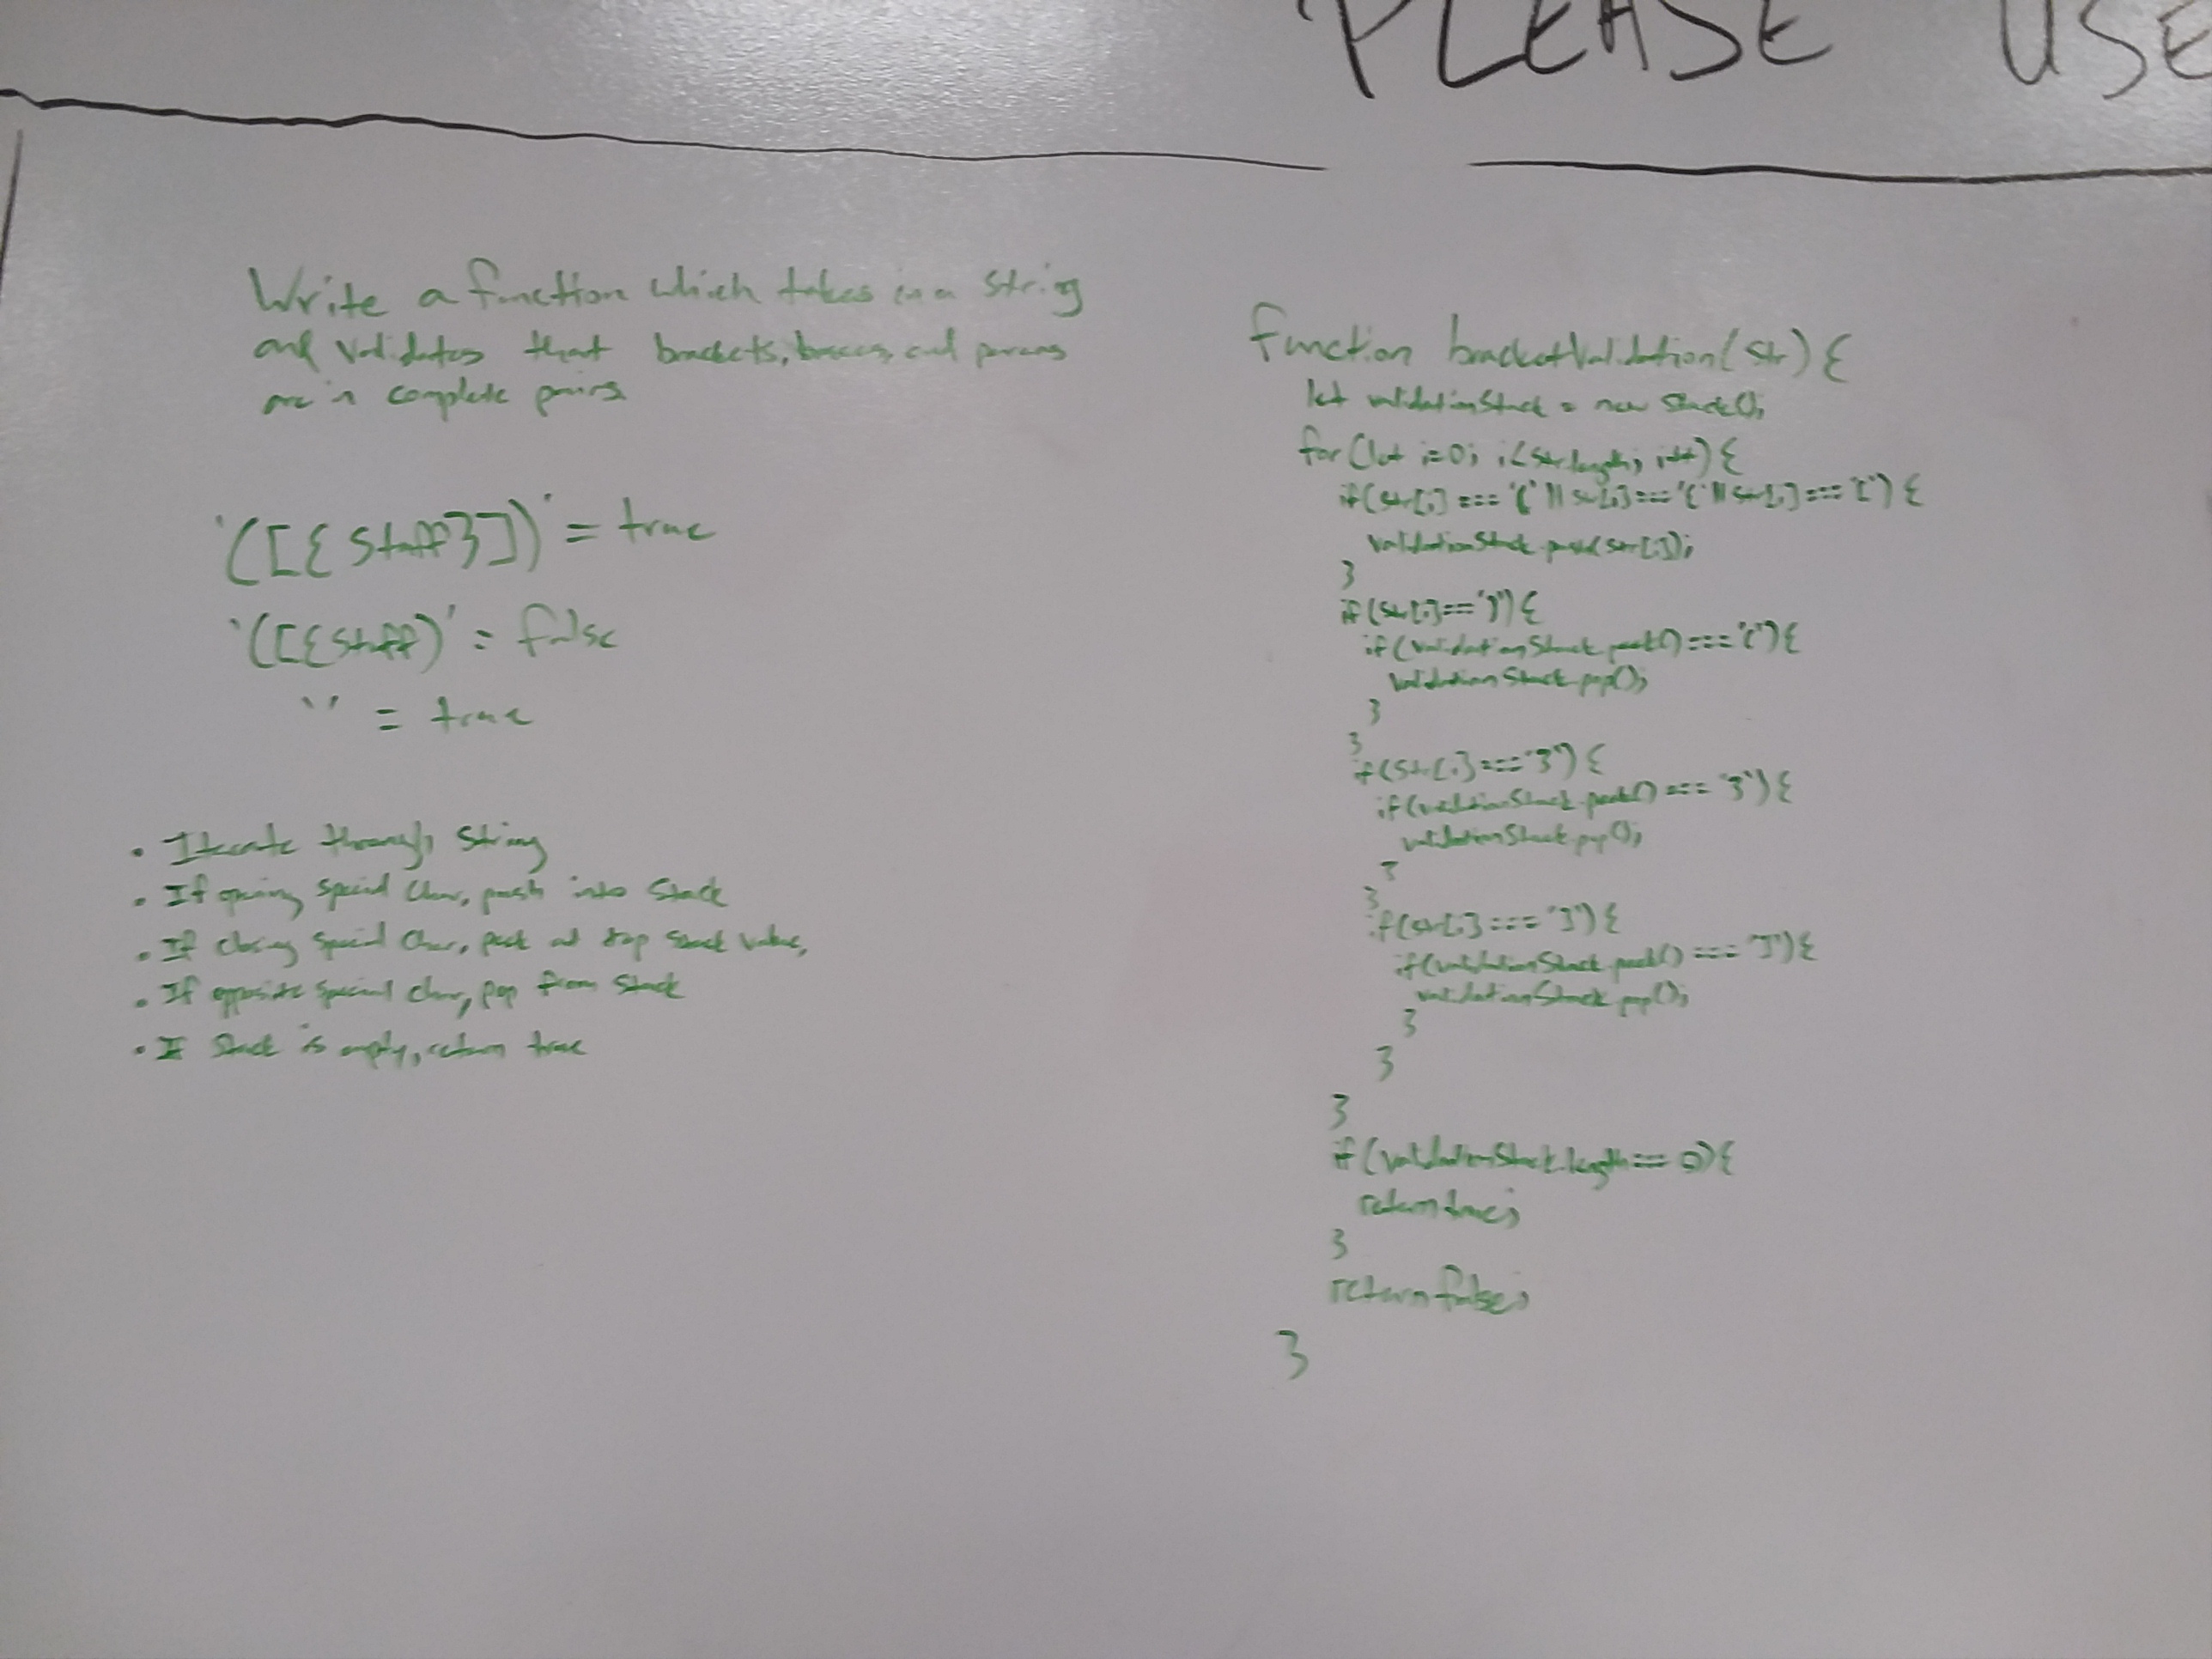 PLEASE USE
Write a function which takes in a string
and validates that brackets, braces, and parens
are in complete pairs
'([{stuff}])' = true
'([{stuff)' = false
'' = true
• Iterate through string
• If opening special char, push into stack
• If closing special char, peek at top stack value,
• If opposite special char, pop from stack
• If stack is empty, return true
function bracketValidation(str) {
let validationStack = new Stack();
for(let i=0; i<str.length; i++) {
if(str[i] === '(' || str[i] === '{' || str[i] === '[') {
validationStack.push(str[i]);
}
if(str[i] === ')') {
if(validationStack.peek() === '(') {
validationStack.pop();
}
}
if(str[i] === '}') {
if(validationStack.peek() === '}') {
validationStack.pop();
}
}
if(str[i] === ']') {
if(validationStack.peek() === ']') {
validationStack.pop();
}
}
}
if(validationStack.length === 0) {
return true;
}
return false;
}